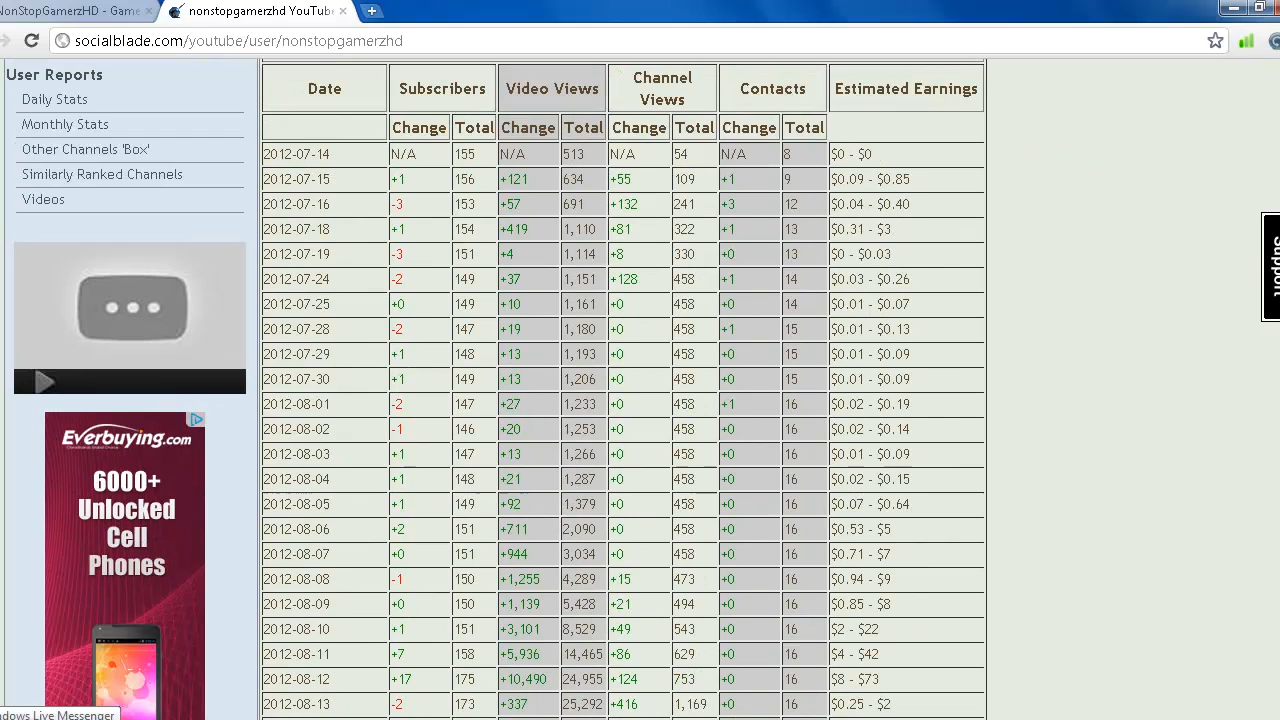 NonStopGamerzHD - Game
nonstopgamerzhd YouTub
socialblade.com/youtube/user/nonstopgamerzhd
User Reports
Daily Stats
Monthly Stats
Other Channels 'Box'
Similarly Ranked Channels
Videos
Everbuying.com
6000+
Unlocked
Cell
Phones
Date Subscribers Video Views Channel Views Contacts Estimated Earnings
Change Total Change Total Change Total Change Total
2012-07-14 N/A 155 N/A 513 N/A 54 N/A 8 $0 - $0
2012-07-15 +1 156 +121 634 +55 109 +1 9 $0.09 - $0.85
2012-07-16 -3 153 +57 691 +132 241 +3 12 $0.04 - $0.40
2012-07-18 +1 154 +419 1,110 +81 322 +1 13 $0.31 - $3
2012-07-19 -3 151 +4 1,114 +8 330 +0 13 $0 - $0.03
2012-07-24 -2 149 +37 1,151 +128 458 +1 14 $0.03 - $0.26
2012-07-25 +0 149 +10 1,161 +0 458 +0 14 $0.01 - $0.07
2012-07-28 -2 147 +19 1,180 +0 458 +1 15 $0.01 - $0.13
2012-07-29 +1 148 +13 1,193 +0 458 +0 15 $0.01 - $0.09
2012-07-30 +1 149 +13 1,206 +0 458 +0 15 $0.01 - $0.09
2012-08-01 -2 147 +27 1,233 +0 458 +1 16 $0.02 - $0.19
2012-08-02 -1 146 +20 1,253 +0 458 +0 16 $0.02 - $0.14
2012-08-03 +1 147 +13 1,266 +0 458 +0 16 $0.01 - $0.09
2012-08-04 +1 148 +21 1,287 +0 458 +0 16 $0.02 - $0.15
2012-08-05 +1 149 +92 1,379 +0 458 +0 16 $0.07 - $0.64
2012-08-06 +2 151 +711 2,090 +0 458 +0 16 $0.53 - $5
2012-08-07 +0 151 +944 3,034 +0 458 +0 16 $0.71 - $7
2012-08-08 -1 150 +1,255 4,289 +15 473 +0 16 $0.94 - $9
2012-08-09 +0 150 +1,139 5,428 +21 494 +0 16 $0.85 - $8
2012-08-10 +1 151 +3,101 8,529 +49 543 +0 16 $2 - $22
2012-08-11 +7 158 +5,936 14,465 +86 629 +0 16 $4 - $42
2012-08-12 +17 175 +10,490 24,955 +124 753 +0 16 $8 - $73
2012-08-13 -2 173 +337 25,292 +416 1,169 +0 16 $0.25 - $2
Support
ndows Live Messenger